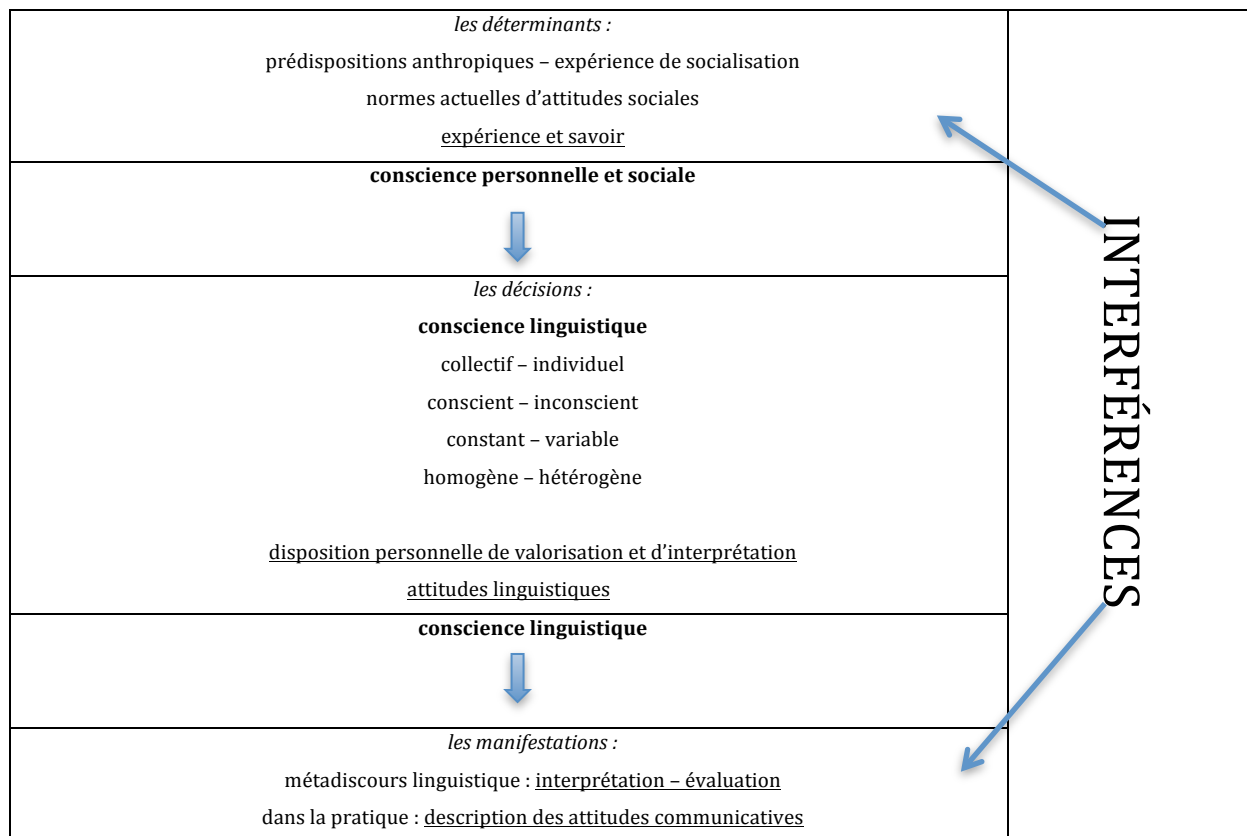 les déterminants :
prédispositions anthropiques – expérience de socialisation
normes actuelles d'attitudes sociales
expérience et savoir
conscience personnelle et sociale
les décisions :
conscience linguistique
collectif – individuel
conscient – inconscient
constant – variable
homogène – hétérogène
disposition personnelle de valorisation et d'interprétation
attitudes linguistiques
conscience linguistique
les manifestations :
métadiscours linguistique : interprétation – évaluation
dans la pratique : description des attitudes communicatives
INTERFÉRENCES